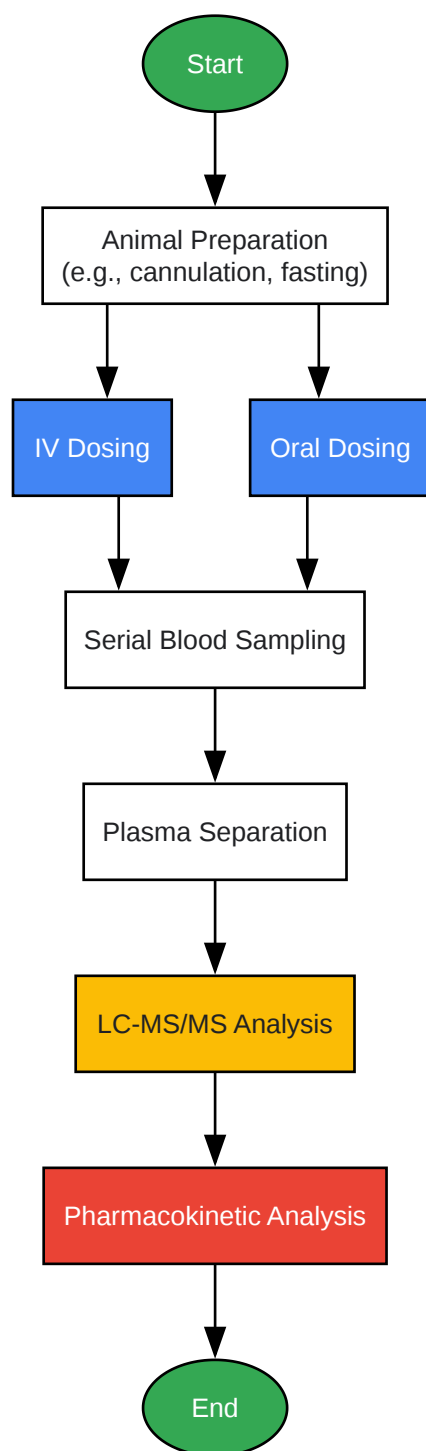 Start
Animal Preparation
(e.g., cannulation, fasting)
IV Dosing
Oral Dosing
Serial Blood Sampling
Plasma Separation
LC-MS/MS Analysis
Pharmacokinetic Analysis
End